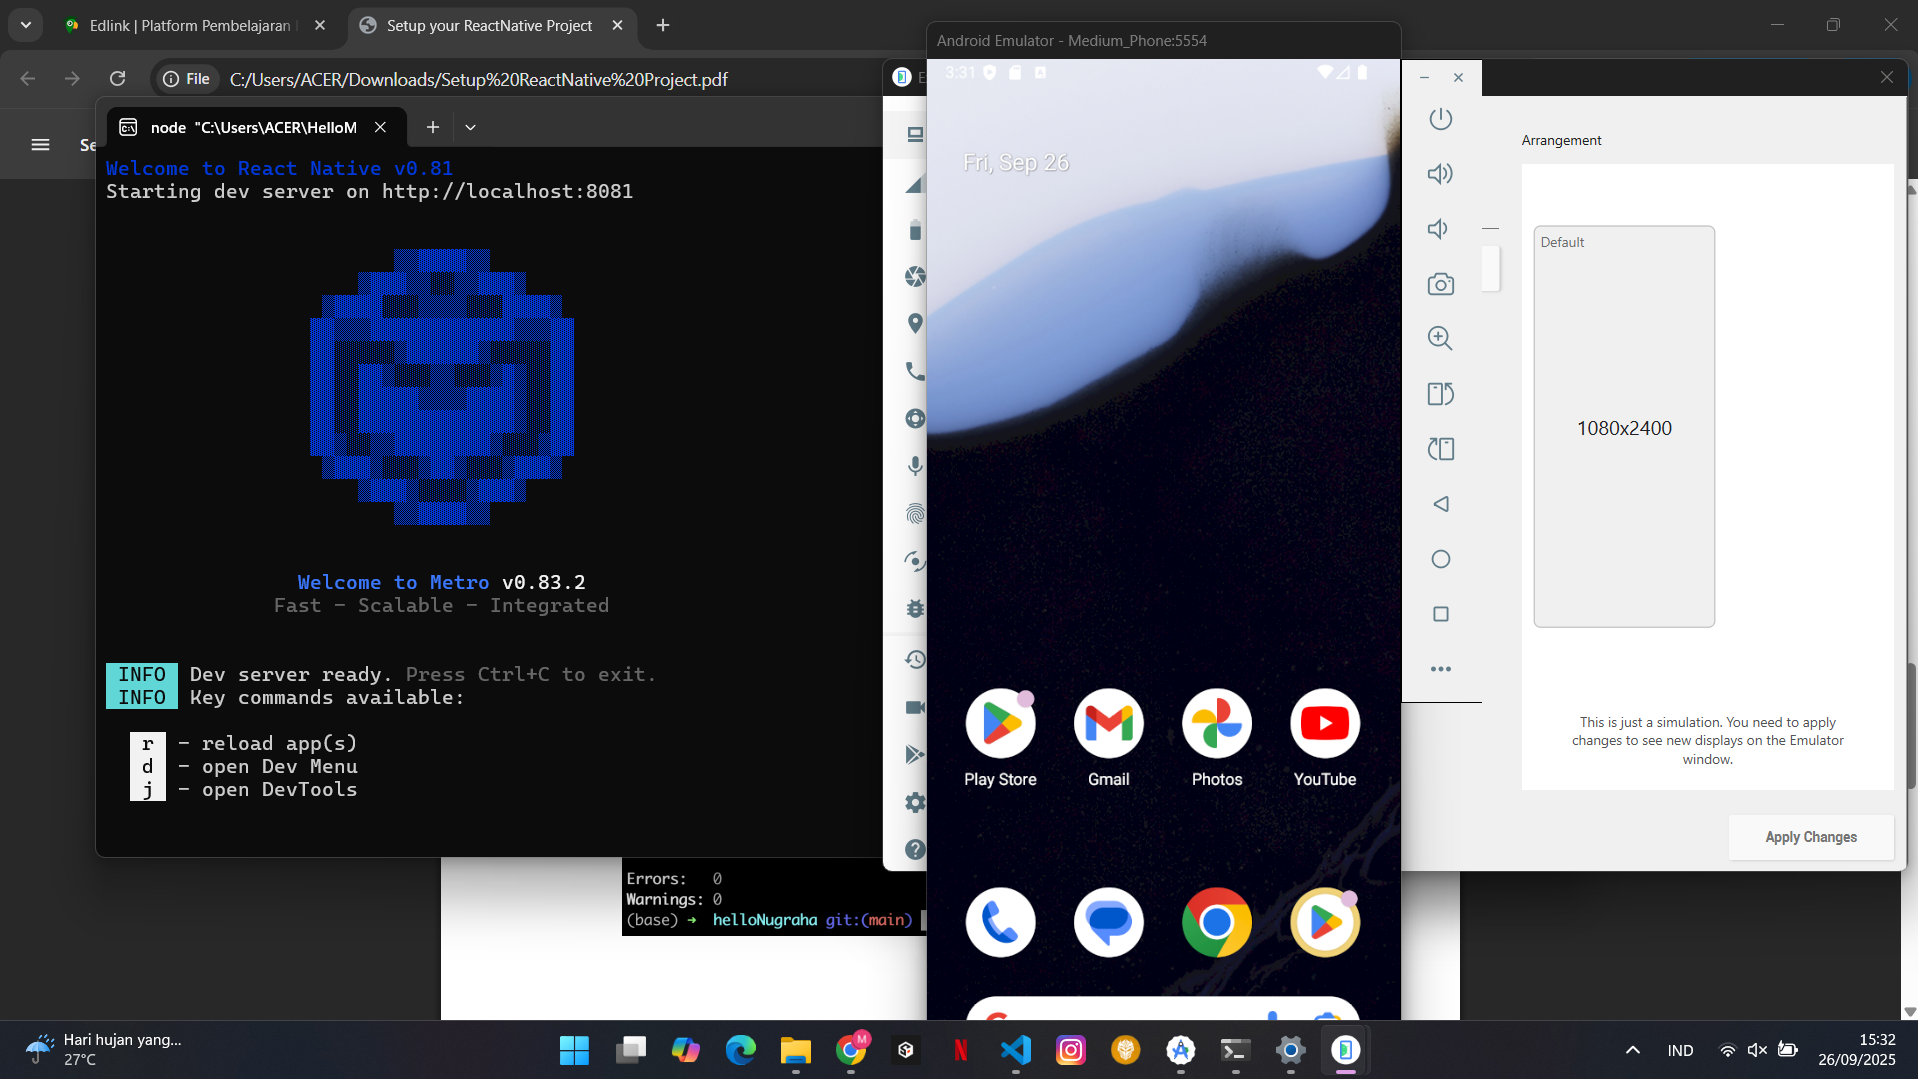 Edlink | Platform Pembelajaran
Setup your ReactNative Project
File
C:/Users/ACER/Downloads/Setup%20ReactNative%20Project.pdf
Se
node "C:\Users\ACER\HelloM
Welcome to React Native v0.81
Starting dev server on http://localhost:8081
Welcome to Metro v0.83.2
Fast - Scalable - Integrated
INFO Dev server ready. Press Ctrl+C to exit.
INFO Key commands available:
r - reload app(s)
d - open Dev Menu
j - open DevTools
Errors: 0
Warnings: 0
(base) ➜ helloNugraha git:(main)
Android Emulator - Medium_Phone:5554
3:31
Fri, Sep 26
Play Store
Gmail
Photos
YouTube
Arrangement
Default
1080x2400
This is just a simulation. You need to apply
changes to see new displays on the Emulator
window.
Apply Changes
Hari hujan yang...
27°C
M
IND
15:32
26/09/2025